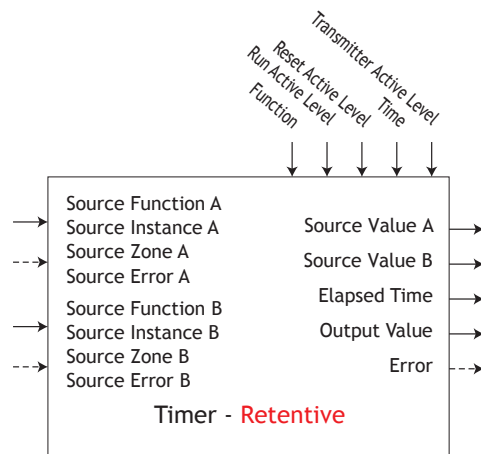 Function
Run Active Level
Reset Active Level
Time
Transmitter Active Level
Source Function A
Source Instance A
Source Zone A
Source Error A
Source Function B
Source Instance B
Source Zone B
Source Error B
Source Value A
Source Value B
Elapsed Time
Output Value
Error
Timer - Retentive